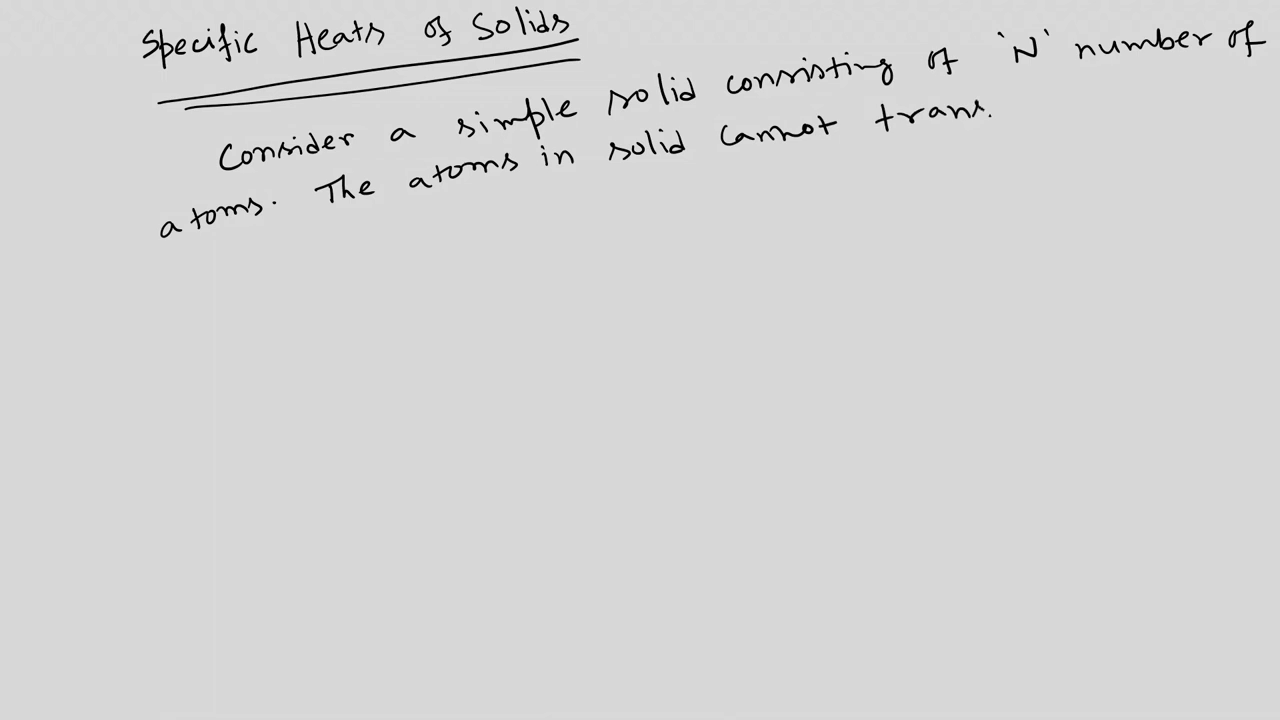 Specific Heats of Solids
Consider a simple solid consisting of 'N' number of
atoms. The atoms in solid cannot trans.